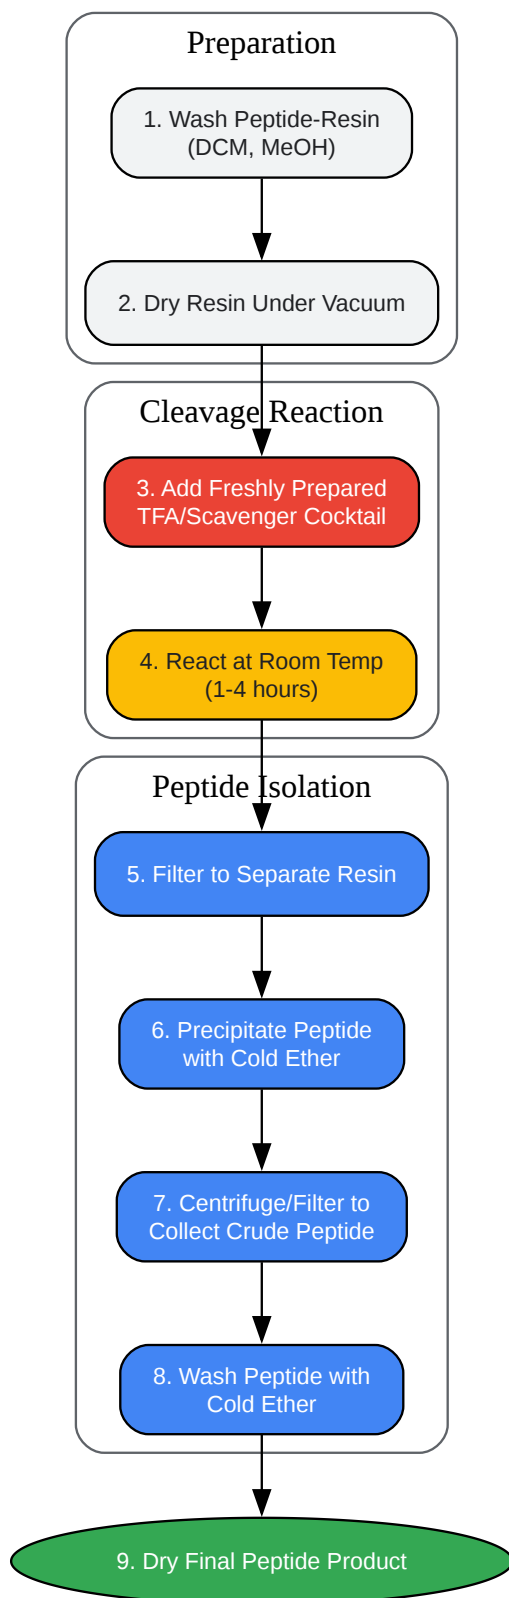 Preparation
1. Wash Peptide-Resin
(DCM, MeOH)
2. Dry Resin Under Vacuum
Cleavage Reaction
3. Add Freshly Prepared
TFA/Scavenger Cocktail
4. React at Room Temp
(1-4 hours)
Peptide Isolation
5. Filter to Separate Resin
6. Precipitate Peptide
with Cold Ether
7. Centrifuge/Filter to
Collect Crude Peptide
8. Wash Peptide with
Cold Ether
9. Dry Final Peptide Product